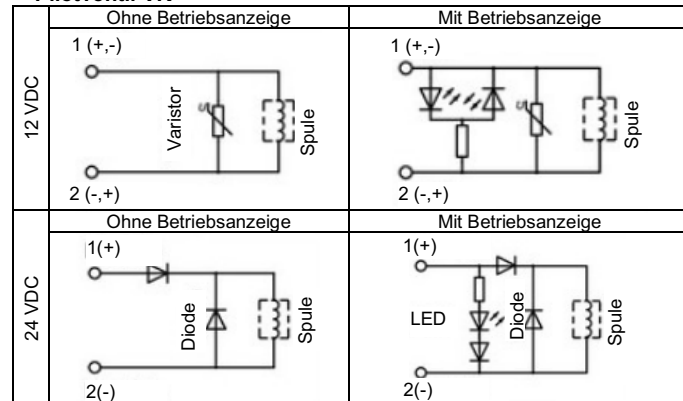 Ohne Betriebsanzeige
Mit Betriebsanzeige
12 VDC
1 (+,-)
Varistor
Spule
2 (-,+)
1 (+,-)
Spule
2 (-,+)
Ohne Betriebsanzeige
Mit Betriebsanzeige
24 VDC
1(+)
Diode
Spule
2(-)
1(+)
LED
Diode
Spule
2(-)